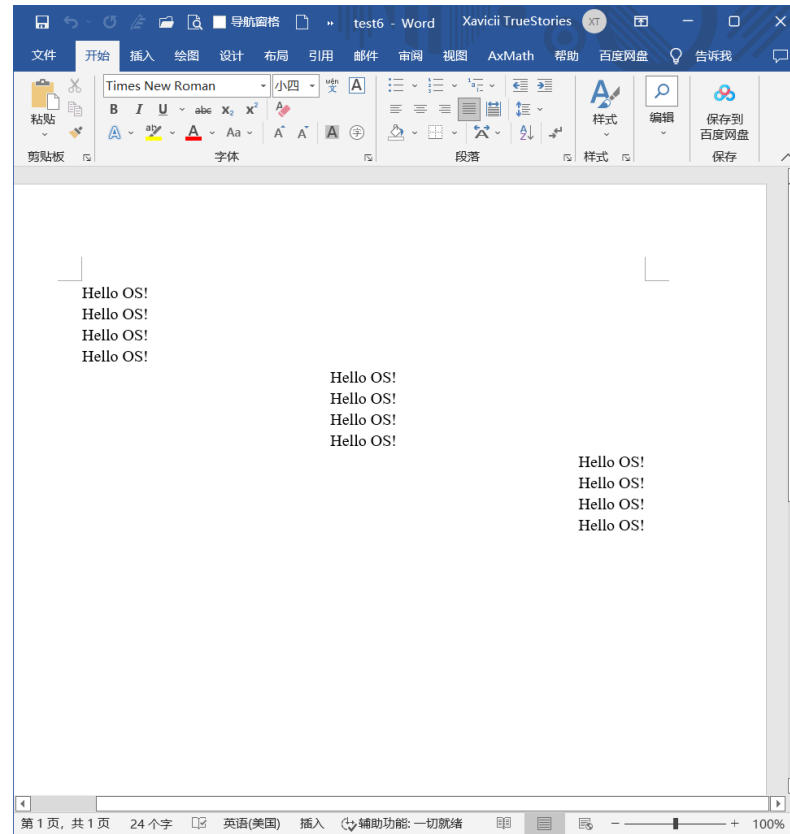 导航窗格 test6 - Word Xavicii TrueStories XT
文件 开始 插入 绘图 设计 布局 引用 邮件 审阅 视图 AxMath 帮助 百度网盘 告诉我
Times New Roman 小四 wén 文 A
B I U abc X₂ X²
A aby A Aa A A A 字
粘贴 样式 编辑 保存到
百度网盘
剪贴板 字体 段落 样式 保存
Hello OS!
Hello OS!
Hello OS!
Hello OS!
Hello OS!
Hello OS!
Hello OS!
Hello OS!
Hello OS!
Hello OS!
Hello OS!
Hello OS!
第 1 页，共 1 页 24 个字 英语(美国) 插入 辅助功能: 一切就绪 100%